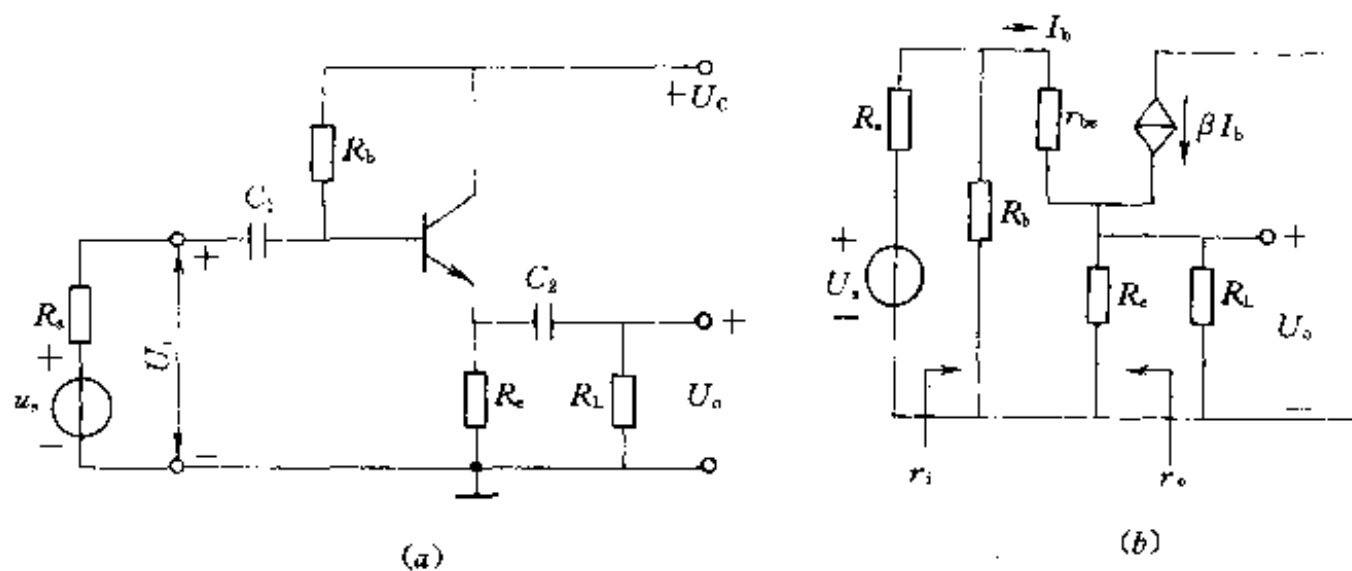 +U_C
R_b
C_1
+
+
R_s
+
u_s
−
U_i
−
C_2
R_e
R_L
U_o
(a)
I_b
R_s
r_be
βI_b
R_b
+
U_s
−
R_e
R_L
+
U_o
−
r_i
r_o
(b)